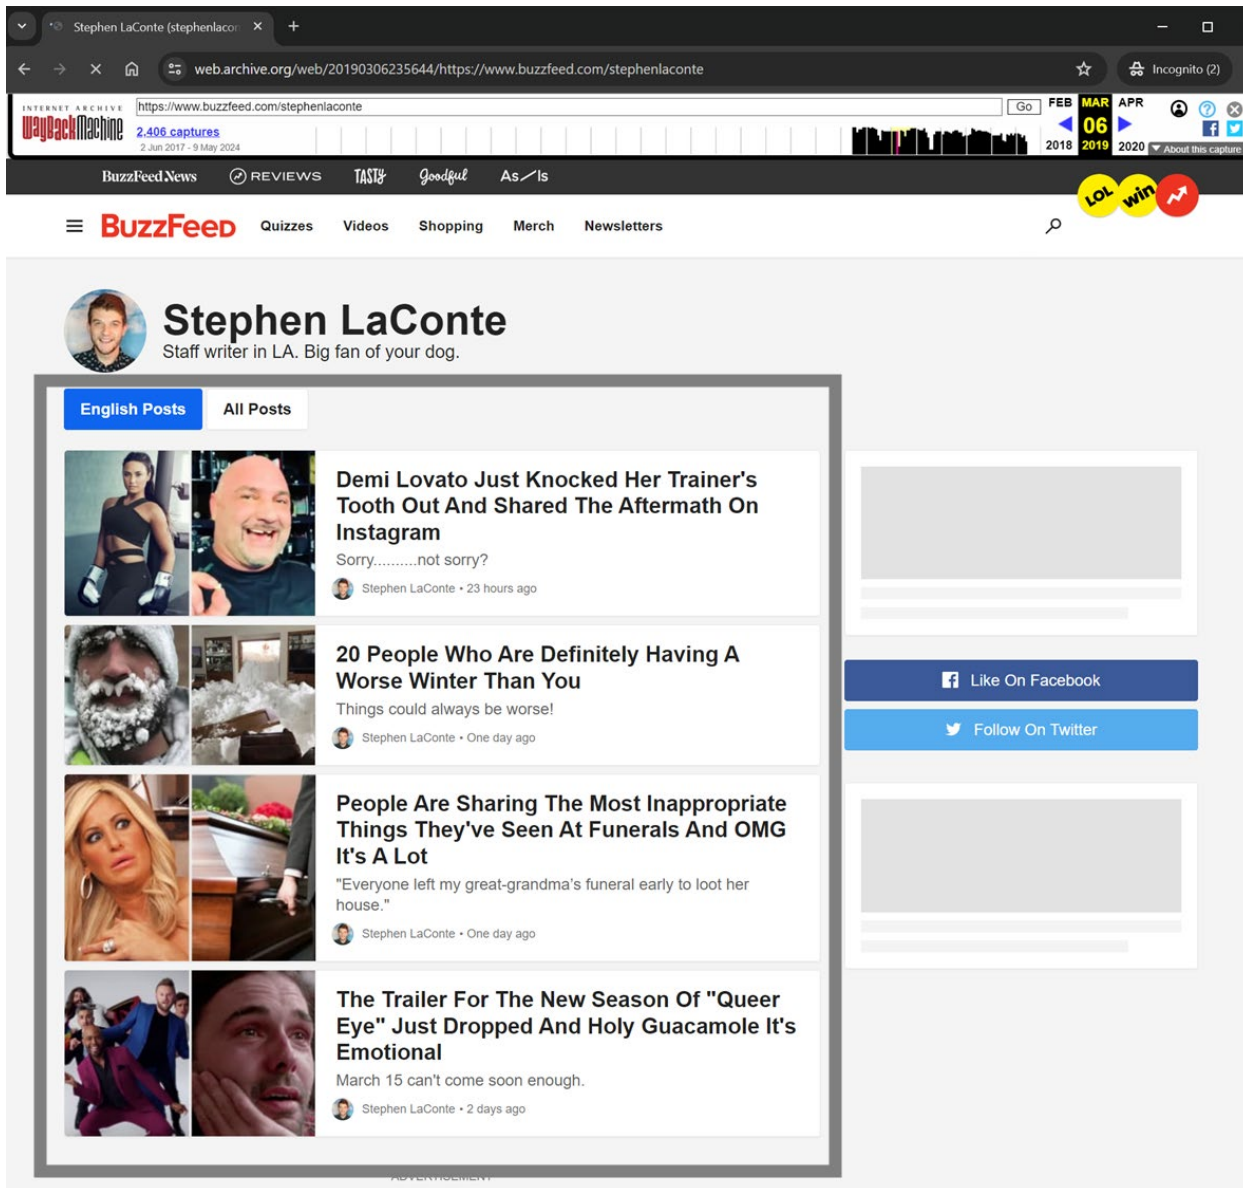 Stephen LaConte (stephenlacon
web.archive.org/web/20190306235644/https://www.buzzfeed.com/stephenlaconte
Incognito (2)
INTERNET ARCHIVE
WayBackMachine
https://www.buzzfeed.com/stephenlaconte
Go
FEB MAR APR
2,406 captures
06
2 Jun 2017 - 9 May 2024
2018 2019 2020
About this capture
BuzzFeed News
REVIEWS
TASTY
goodful
As/Is
LOL
win
BuzzFeed
Quizzes
Videos
Shopping
Merch
Newsletters
Stephen LaConte
Staff writer in LA. Big fan of your dog.
English Posts
All Posts
Demi Lovato Just Knocked Her Trainer's
Tooth Out And Shared The Aftermath On
Instagram
Sorry..........not sorry?
Stephen LaConte • 23 hours ago
20 People Who Are Definitely Having A
Worse Winter Than You
Things could always be worse!
Stephen LaConte • One day ago
People Are Sharing The Most Inappropriate
Things They've Seen At Funerals And OMG
It's A Lot
"Everyone left my great-grandma's funeral early to loot her
house."
Stephen LaConte • One day ago
The Trailer For The New Season Of "Queer
Eye" Just Dropped And Holy Guacamole It's
Emotional
March 15 can't come soon enough.
Stephen LaConte • 2 days ago
Like On Facebook
Follow On Twitter
ADVERTISEMENT